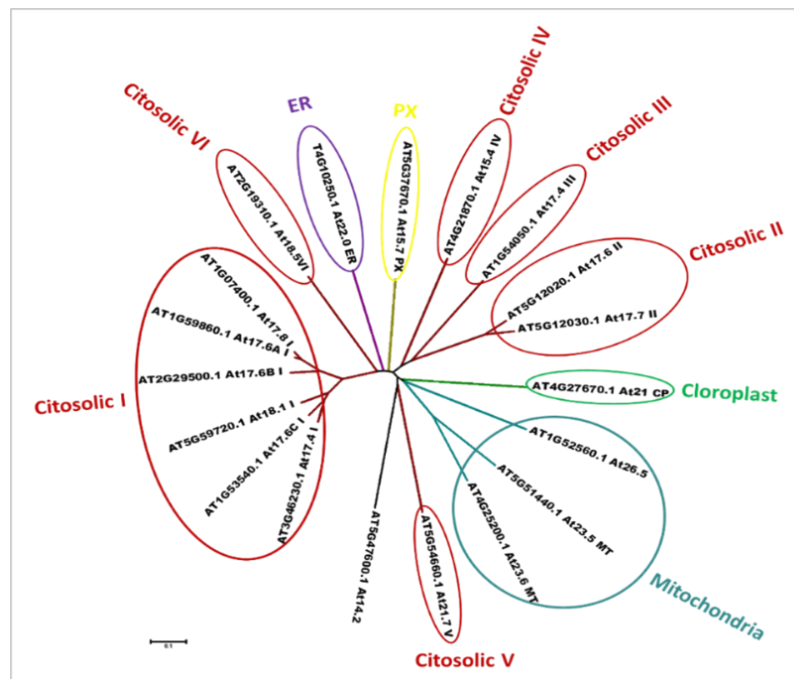 Citosolic IV
Citosolic III
Citosolic VI
ER
PX
Citosolic II
AT2G19310.1 At18.5VI
T4G10250.1 At22.0 ER
AT5G37670.1 At15.7 PX
AT4G21870.1 At15.4 IV
AT1G54050.1 At17.4 III
AT5G12020.1 At17.6 II
AT5G12030.1 At17.7 II
AT1G07400.1 At17.8 I
AT1G59860.1 At17.6A I
AT2G29500.1 At17.6B I
Citosolic I
AT5G59720.1 At18.1 I
AT1G53540.1 At17.6C I
AT3G46230.1 At17.4 I
AT4G27670.1 At21 CP
Cloroplast
AT1G52560.1 At26.5
AT5G51440.1 At23.5 MT
AT4G25200.1 At23.6 MT
Mitochondria
AT5G47600.1 At14.2
AT5G54660.1 At21.7 V
Citosolic V
0.1